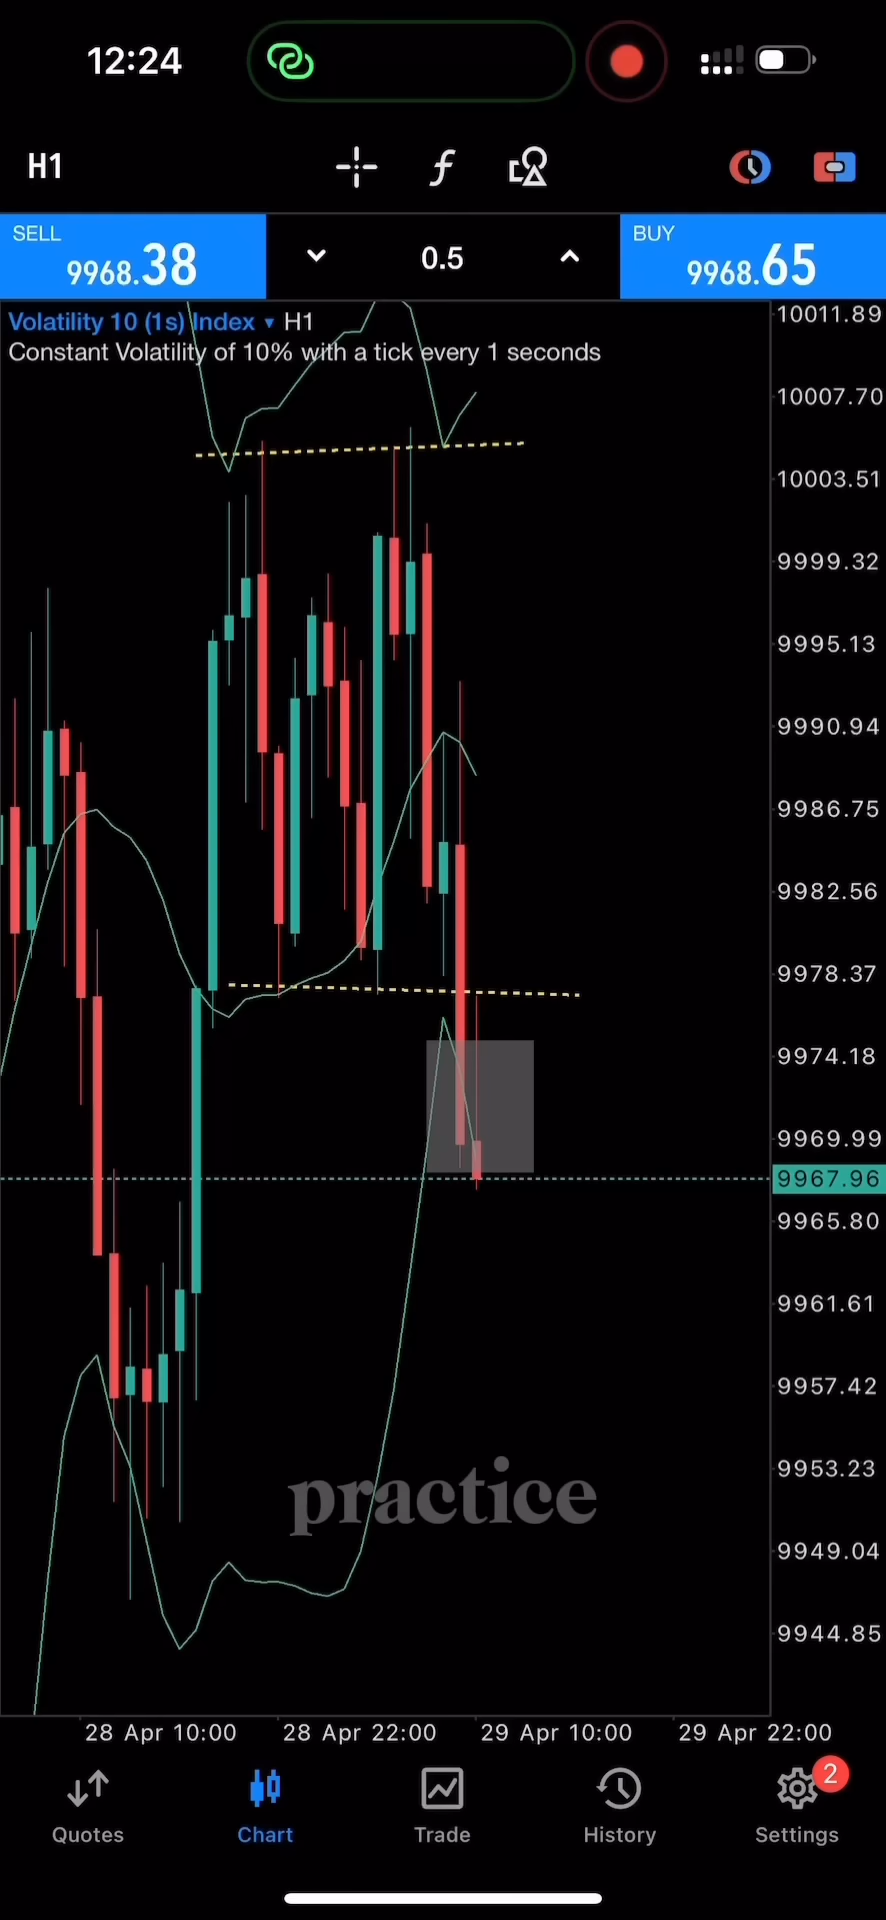 12:24
H1
SELL
9968.38
0.5
BUY
9968.65
Volatility 10 (1s) Index ▾ H1
Constant Volatility of 10% with a tick every 1 seconds
10011.89
10007.70
10003.51
9999.32
9995.13
9990.94
9986.75
9982.56
9978.37
9974.18
9969.99
9967.96
9965.80
9961.61
9957.42
9953.23
9949.04
9944.85
practice
28 Apr 10:00 28 Apr 22:00 29 Apr 10:00 29 Apr 22:00
2
Quotes Chart Trade History Settings